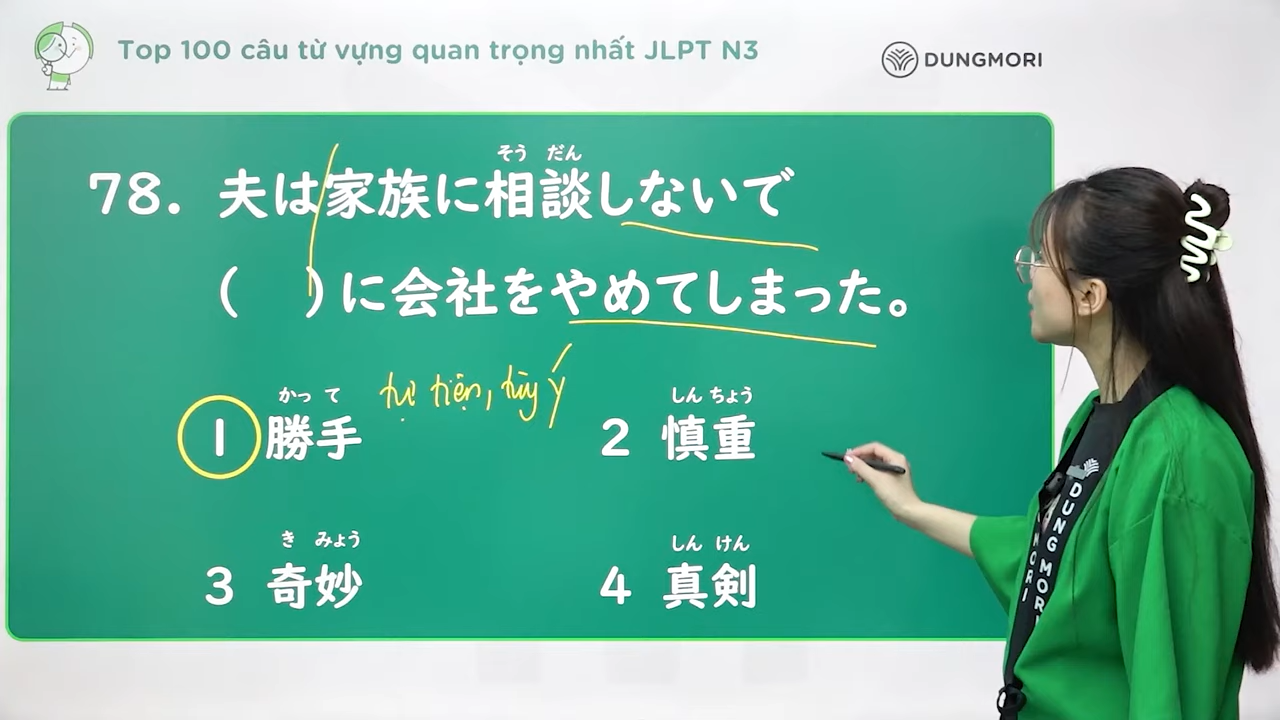 Top 100 câu từ vựng quan trọng nhất JLPT N3
DUNGMORI
そう だん
78. 夫は家族に相談しないで
( )に会社をやめてしまった。
かっ て
1 勝手
tự tiện, tùy ý
しん ちょう
2 慎重
き みょう
3 奇妙
しん けん
4 真剣
DUNGMORI
DUNGMORI